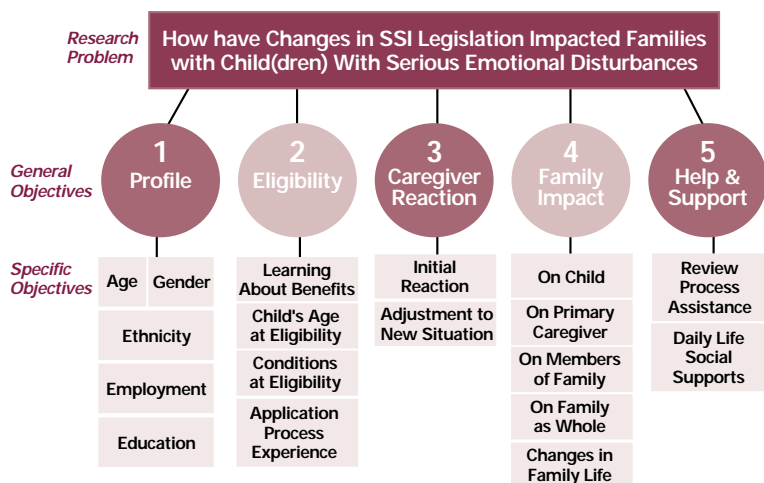 Research
Problem
How have Changes in SSI Legislation Impacted Families
with Child(dren) With Serious Emotional Disturbances
General
Objectives
1
Profile
2
Eligibility
3
Caregiver
Reaction
4
Family
Impact
5
Help &
Support
Specific
Objectives
Age
Gender
Ethnicity
Employment
Education
Learning
About Benefits
Child's Age
at Eligibility
Conditions
at Eligibility
Application
Process
Experience
Initial
Reaction
Adjustment to
New Situation
On Child
On Primary
Caregiver
On Members
of Family
On Family
as Whole
Changes in
Family Life
Review
Process
Assistance
Daily Life
Social
Supports